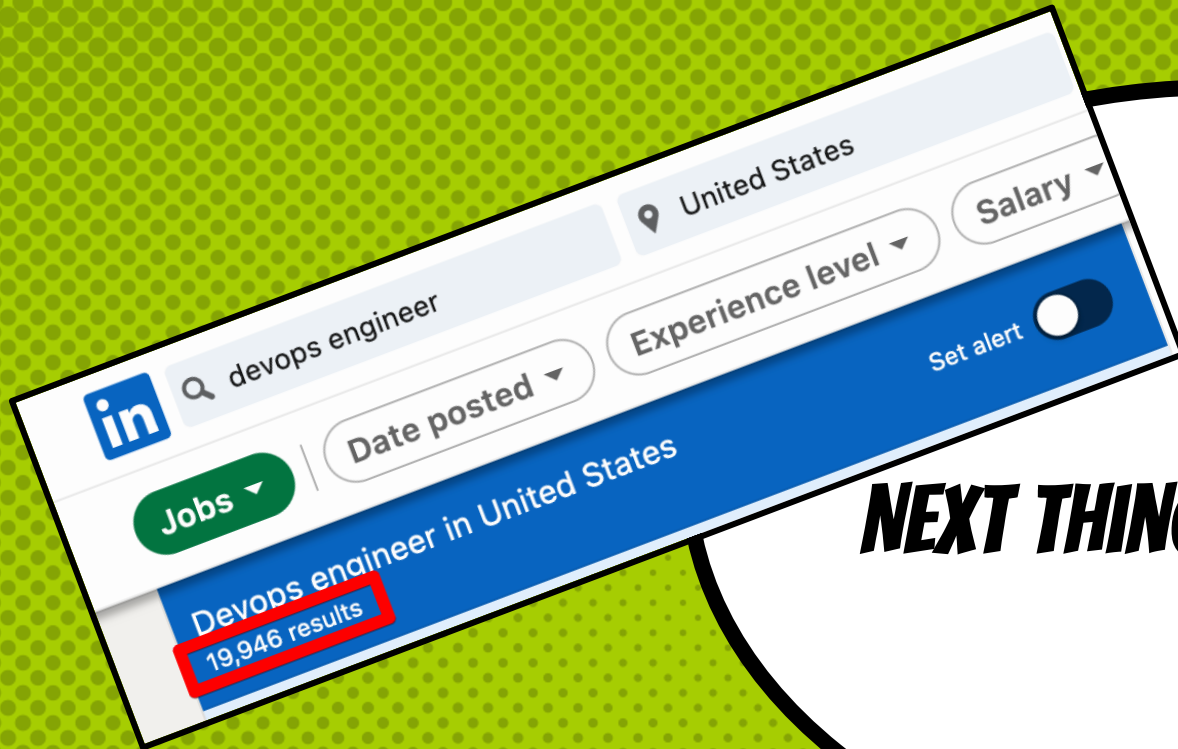 in
devops engineer
United States
Jobs
Date posted
Experience level
Salary
Devops engineer in United States
Set alert
19,946 results
NEXT THING